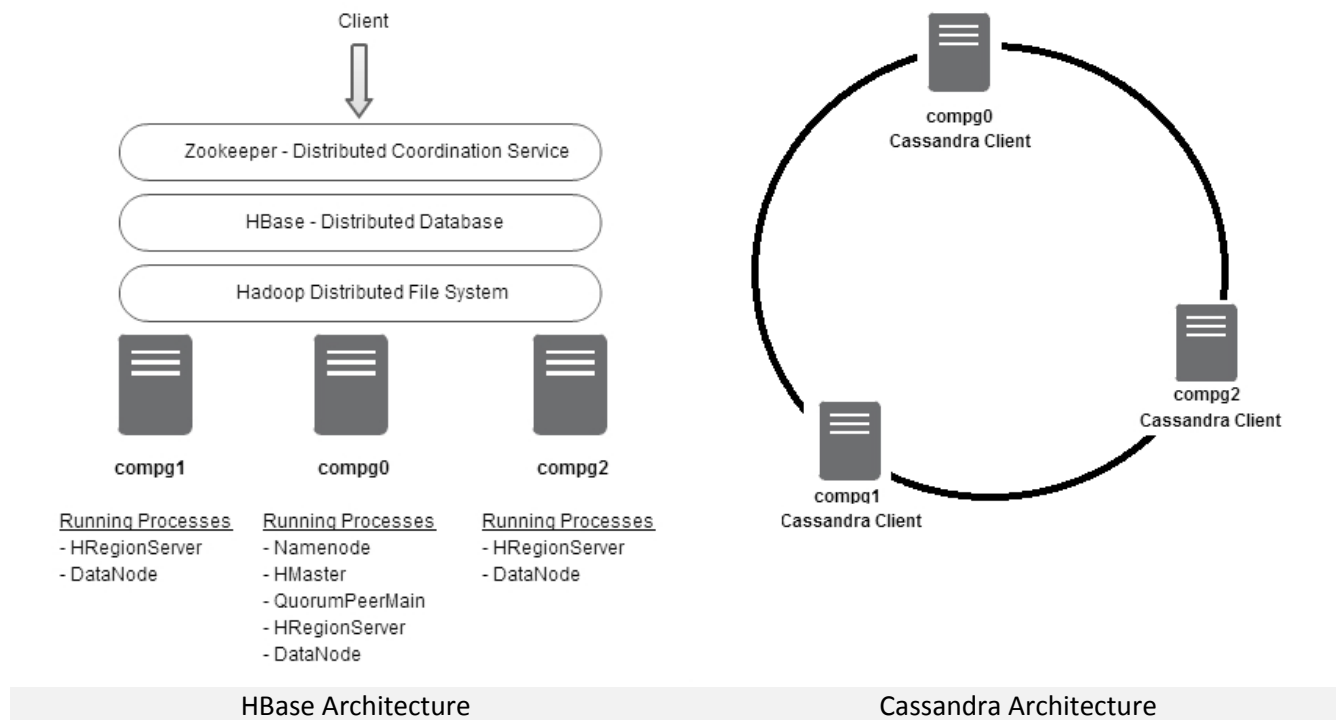 Client
Zookeeper - Distributed Coordination Service
HBase - Distributed Database
Hadoop Distributed File System
compg1
compg0
compg2
Running Processes
- HRegionServer
- DataNode
Running Processes
- Namenode
- HMaster
- QuorumPeerMain
- HRegionServer
- DataNode
Running Processes
- HRegionServer
- DataNode
HBase Architecture
compg0
Cassandra Client
compg2
Cassandra Client
compg1
Cassandra Client
Cassandra Architecture